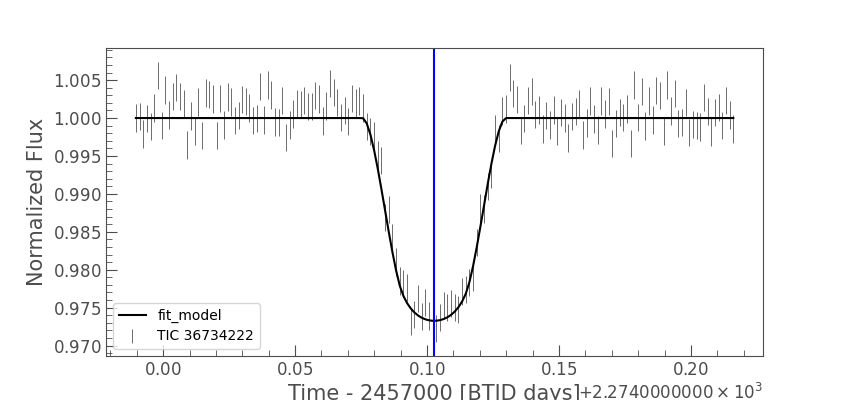 Normalized Flux
1.005
1.000
0.995
0.990
0.985
0.980
0.975
0.970
fit_model
TIC 36734222
0.00 0.05 0.10 0.15 0.20
Time - 2457000 [BTJD days]
+2.2740000000 × 10³